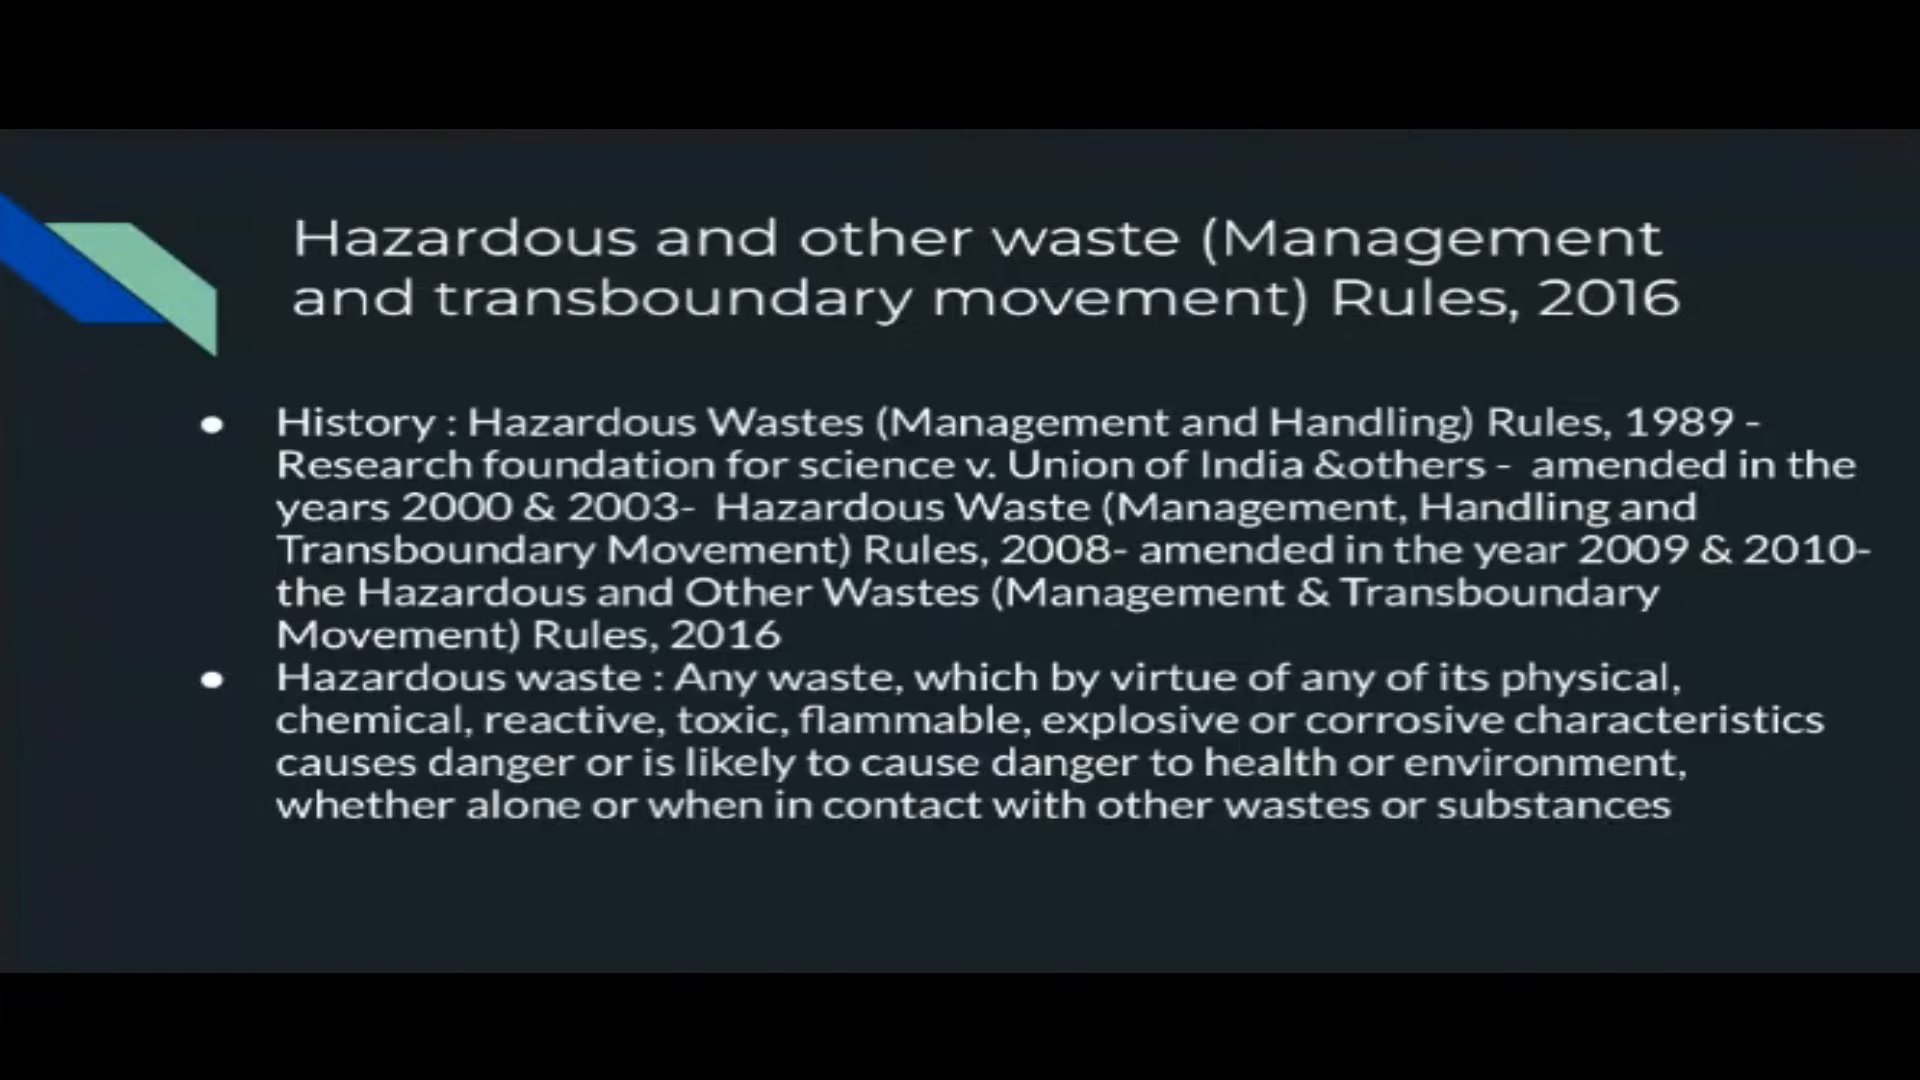 Hazardous and other waste (Management
and transboundary movement) Rules, 2016
● History : Hazardous Wastes (Management and Handling) Rules, 1989 -
Research foundation for science v. Union of India &others - amended in the
years 2000 & 2003- Hazardous Waste (Management, Handling and
Transboundary Movement) Rules, 2008- amended in the year 2009 & 2010-
the Hazardous and Other Wastes (Management & Transboundary
Movement) Rules, 2016
● Hazardous waste : Any waste, which by virtue of any of its physical,
chemical, reactive, toxic, flammable, explosive or corrosive characteristics
causes danger or is likely to cause danger to health or environment,
whether alone or when in contact with other wastes or substances